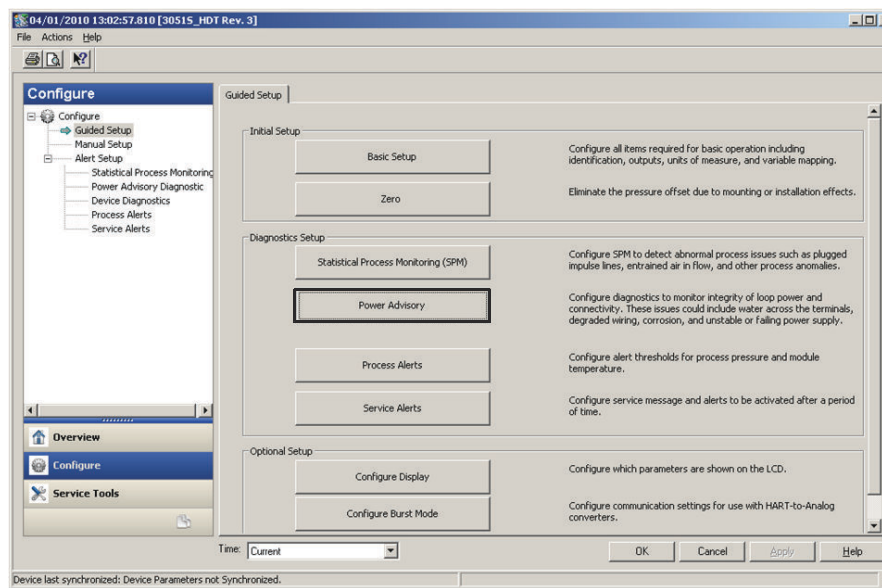 04/01/2010 13:02:57.810 [3051S_HDT Rev. 3]
File Actions Help
Configure
Configure
Guided Setup
Manual Setup
Alert Setup
Statistical Process Monitoring
Power Advisory Diagnostic
Device Diagnostics
Process Alerts
Service Alerts
Overview
Configure
Service Tools
Guided Setup
Initial Setup
Basic Setup
Configure all items required for basic operation including
identification, outputs, units of measure, and variable mapping.
Zero
Eliminate the pressure offset due to mounting or installation effects.
Diagnostics Setup
Statistical Process Monitoring (SPM)
Configure SPM to detect abnormal process issues such as plugged
impulse lines, entrained air in flow, and other process anomalies.
Power Advisory
Configure diagnostics to monitor integrity of loop power and
connectivity. These issues could include water across the terminals,
degraded wiring, corrosion, and unstable or failing power supply.
Process Alerts
Configure alert thresholds for process pressure and module
temperature.
Service Alerts
Configure service message and alerts to be activated after a period
of time.
Optional Setup
Configure Display
Configure which parameters are shown on the LCD.
Configure Burst Mode
Configure communication settings for use with HART-to-Analog
converters.
Time: Current
OK Cancel Apply Help
Device last synchronized: Device Parameters not Synchronized.